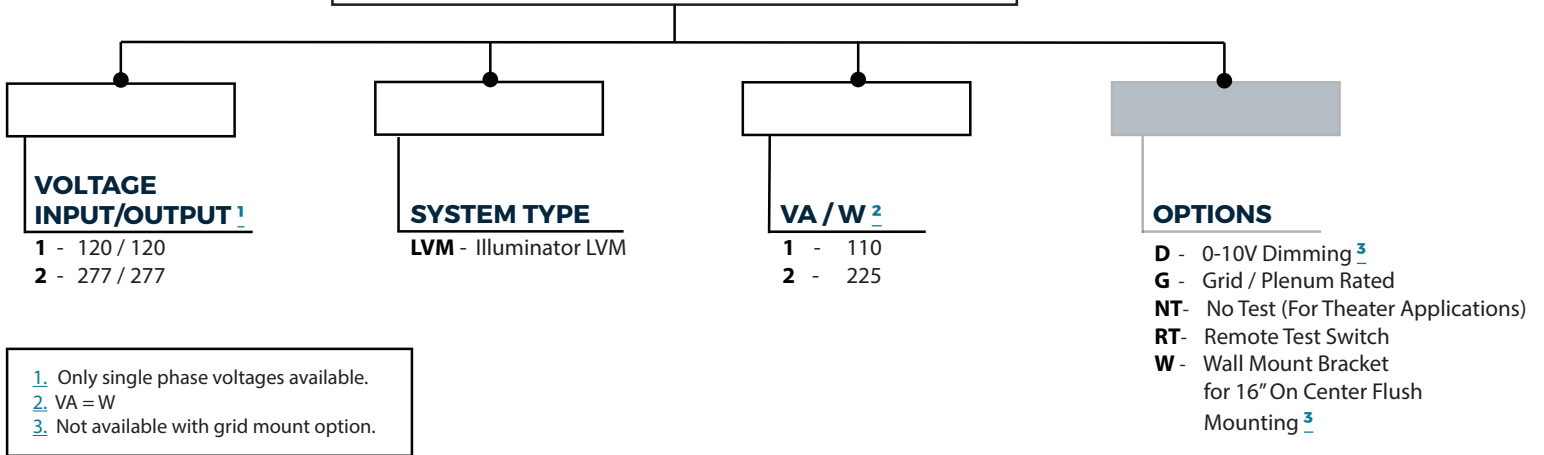 VOLTAGE
INPUT/OUTPUT 1
1 - 120 / 120
2 - 277 / 277
SYSTEM TYPE
LVM - Illuminator LVM
VA / W 2
1 - 110
2 - 225
OPTIONS
D - 0-10V Dimming 3
G - Grid / Plenum Rated
NT- No Test (For Theater Applications)
RT- Remote Test Switch
W - Wall Mount Bracket
for 16” On Center Flush
Mounting 3
1. Only single phase voltages available.
2. VA = W
3. Not available with grid mount option.